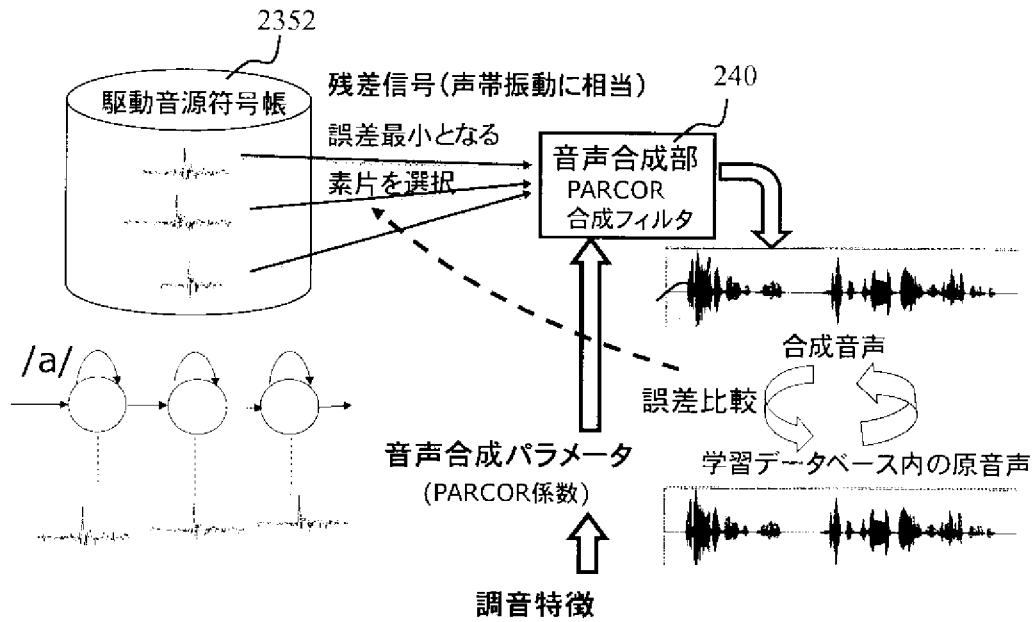 2352
駆動音源符号帳
残差信号(声帯振動に相当)
誤差最小となる
素片を選択
240
音声合成部
PARCOR
合成フィルタ
合成音声
誤差比較
学習データベース内の原音声
/a/
音声合成パラメータ
(PARCOR係数)
調音特徴